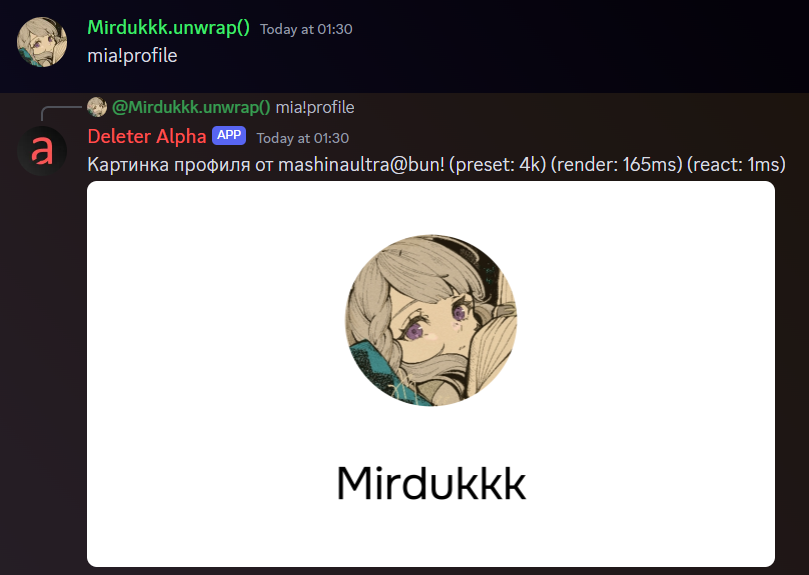 Mirdukkk.unwrap() Today at 01:30
mia!profile
@Mirdukkk.unwrap() mia!profile
a
Deleter Alpha APP Today at 01:30
Картинка профиля от mashinaultra@bun! (preset: 4k) (render: 165ms) (react: 1ms)
Mirdukkk